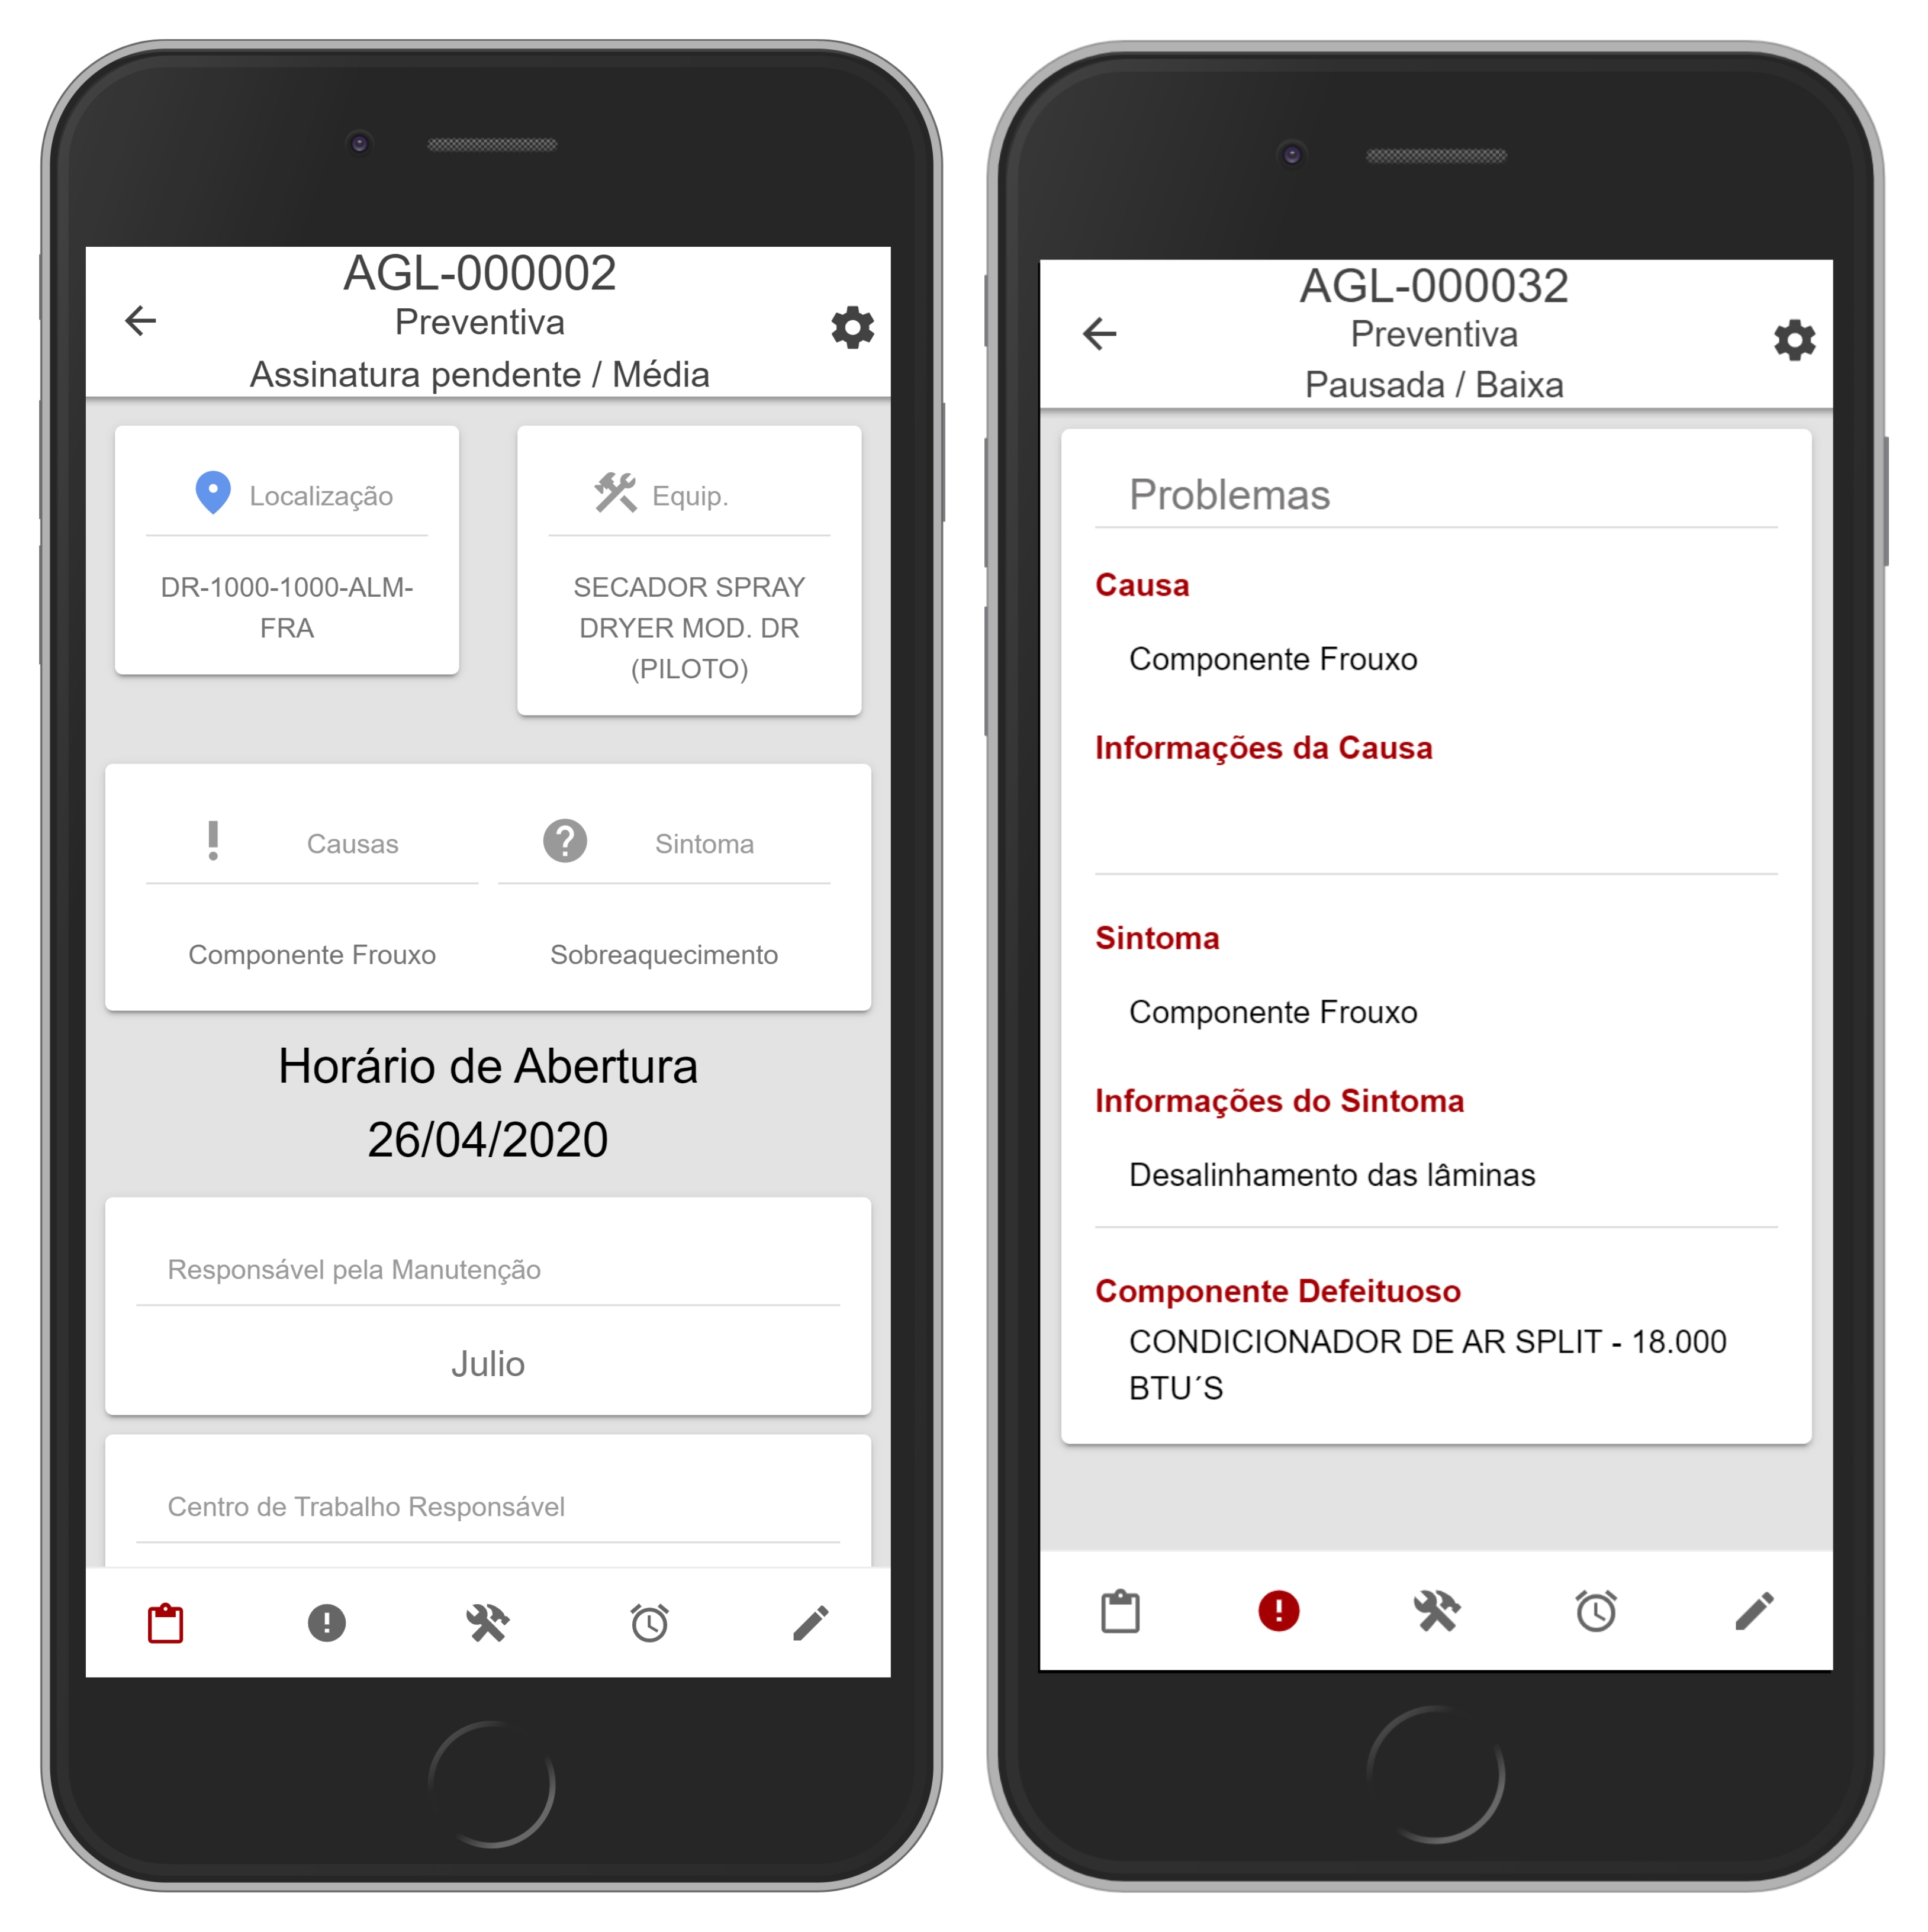 AGL-000002
Preventiva
Assinatura pendente / Média
Localização
DR-1000-1000-ALM-
FRA
Equip.
SECADOR SPRAY
DRYER MOD. DR
(PILOTO)
Causas
Componente Frouxo
Sintoma
Sobreaquecimento
Horário de Abertura
26/04/2020
Responsável pela Manutenção
Julio
Centro de Trabalho Responsável
AGL-000032
Preventiva
Pausada / Baixa
Problemas
Causa
Componente Frouxo
Informações da Causa
Sintoma
Componente Frouxo
Informações do Sintoma
Desalinhamento das lâminas
Componente Defeituoso
CONDICIONADOR DE AR SPLIT - 18.000
BTU´S